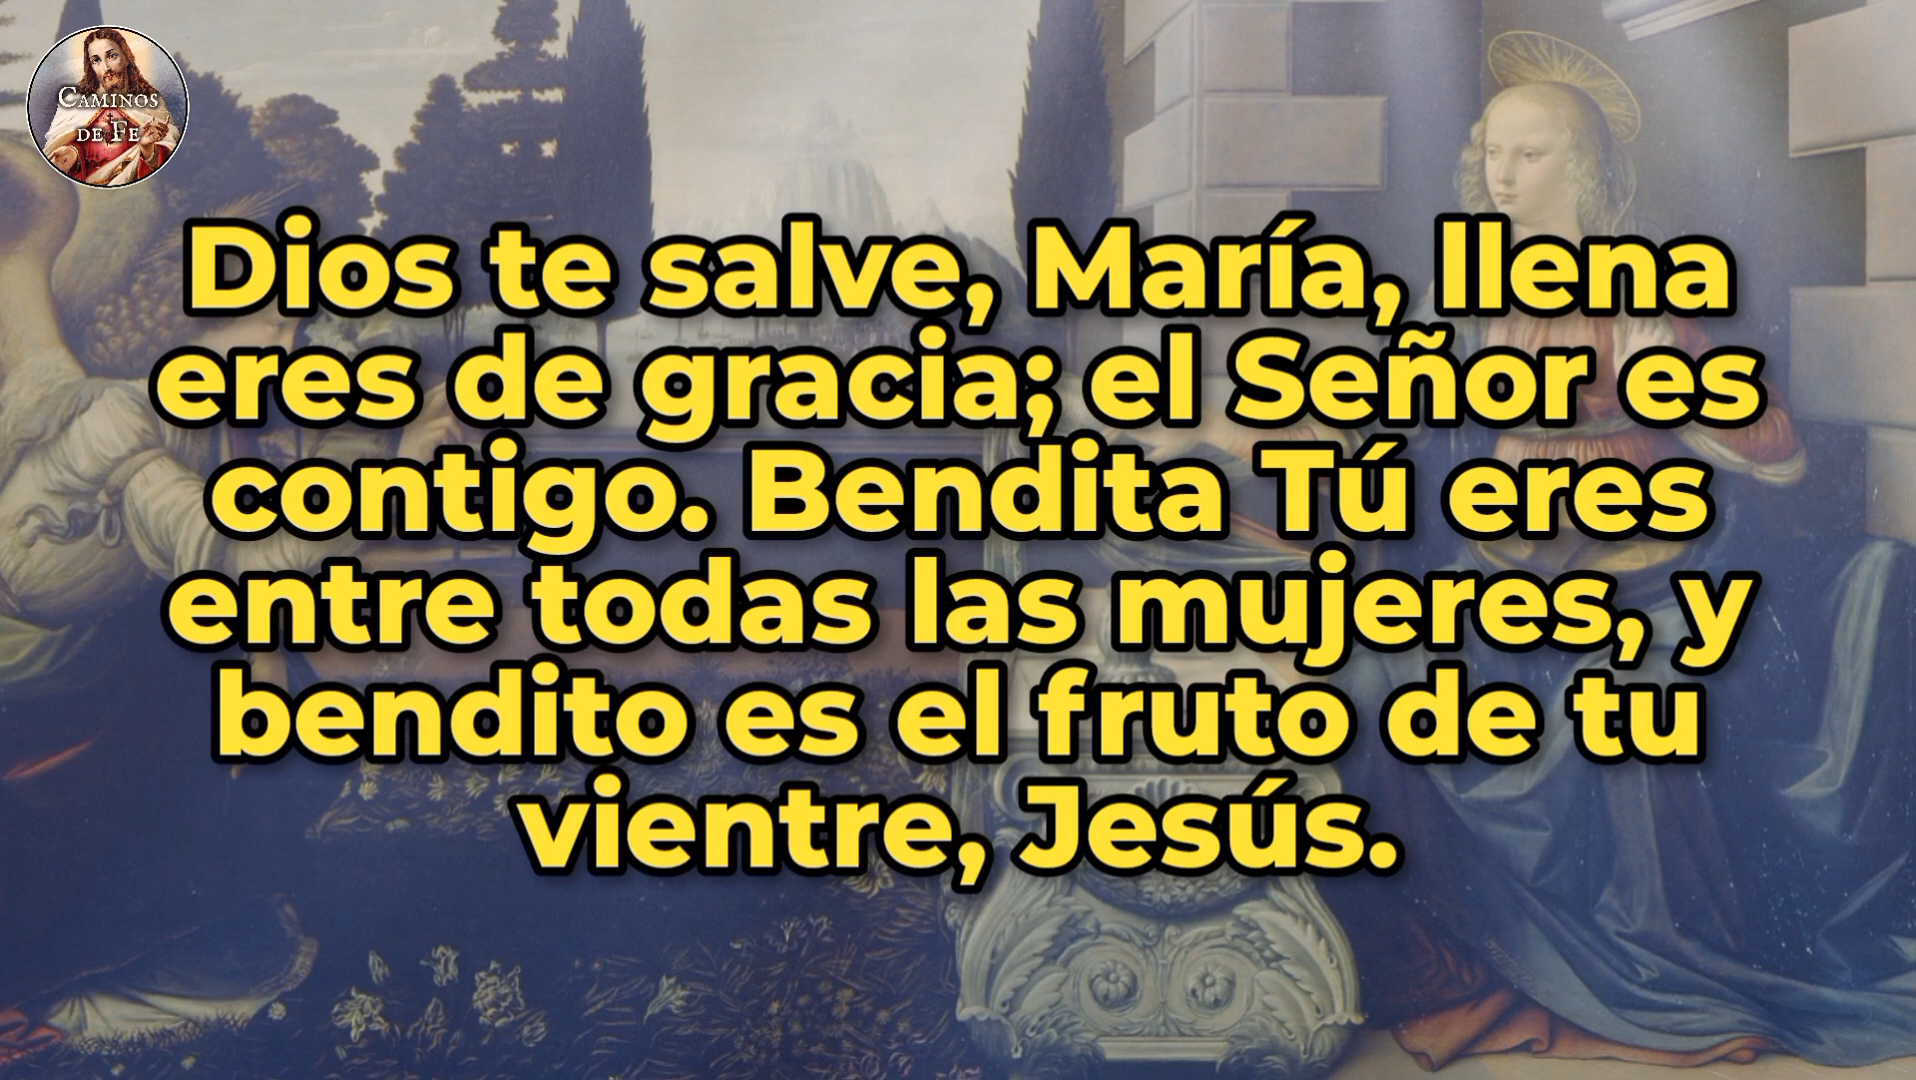 CAMINOS
DE FE
Dios te salve, María, llena
eres de gracia; el Señor es
contigo. Bendita Tú eres
entre todas las mujeres, y
bendito es el fruto de tu
vientre, Jesús.